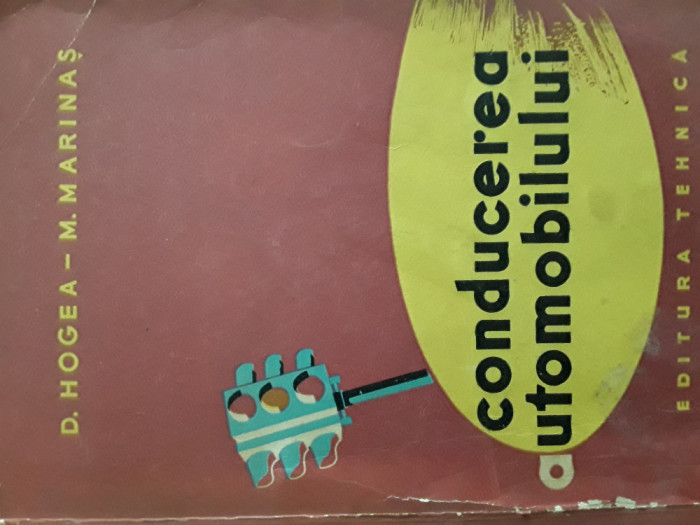 D. HOGEA – M. MARINAȘ
conducerea
utomobilului
EDITURA TEHNICA